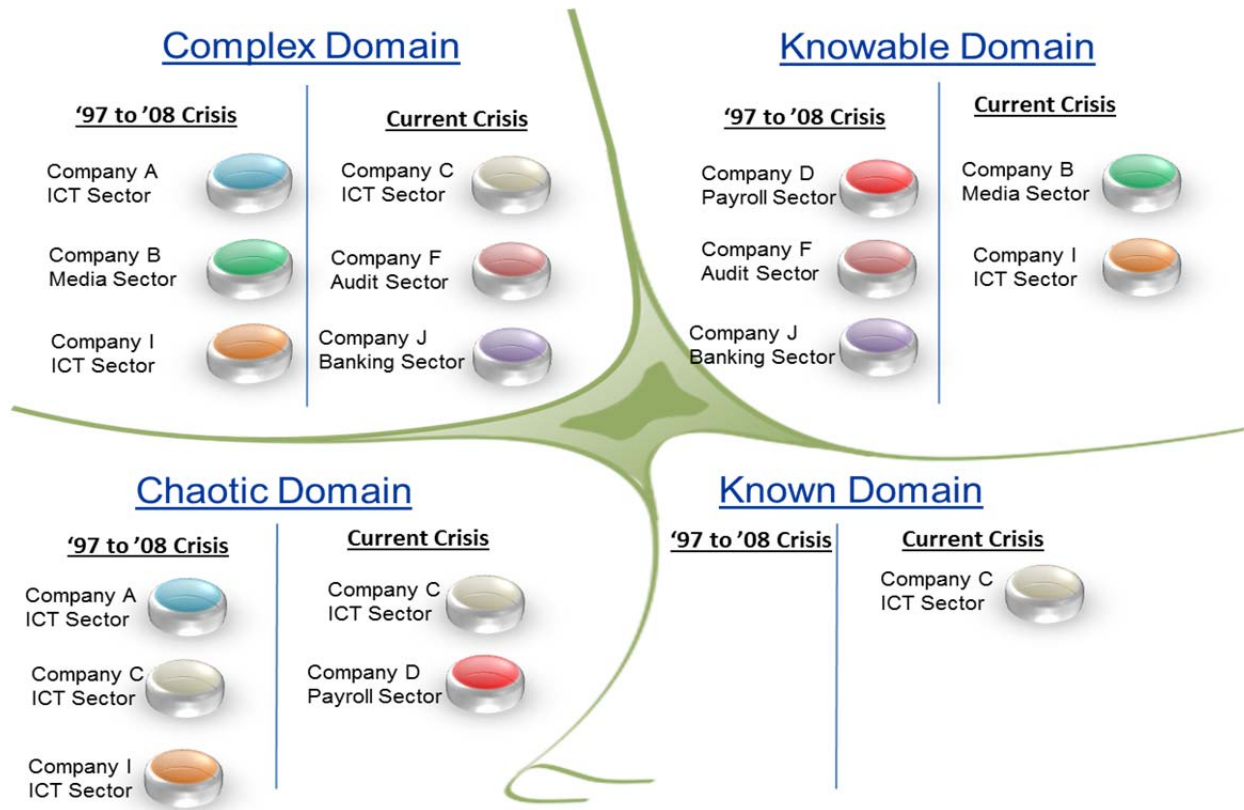 Complex Domain
‘97 to ’08 Crisis
Company A
ICT Sector
Company B
Media Sector
Company I
ICT Sector
Current Crisis
Company C
ICT Sector
Company F
Audit Sector
Company J
Banking Sector
Knowable Domain
‘97 to ’08 Crisis
Company D
Payroll Sector
Company F
Audit Sector
Company J
Banking Sector
Current Crisis
Company B
Media Sector
Company I
ICT Sector
Chaotic Domain
‘97 to ’08 Crisis
Company A
ICT Sector
Company C
ICT Sector
Company I
ICT Sector
Current Crisis
Company C
ICT Sector
Company D
Payroll Sector
Known Domain
‘97 to ’08 Crisis
Current Crisis
Company C
ICT Sector